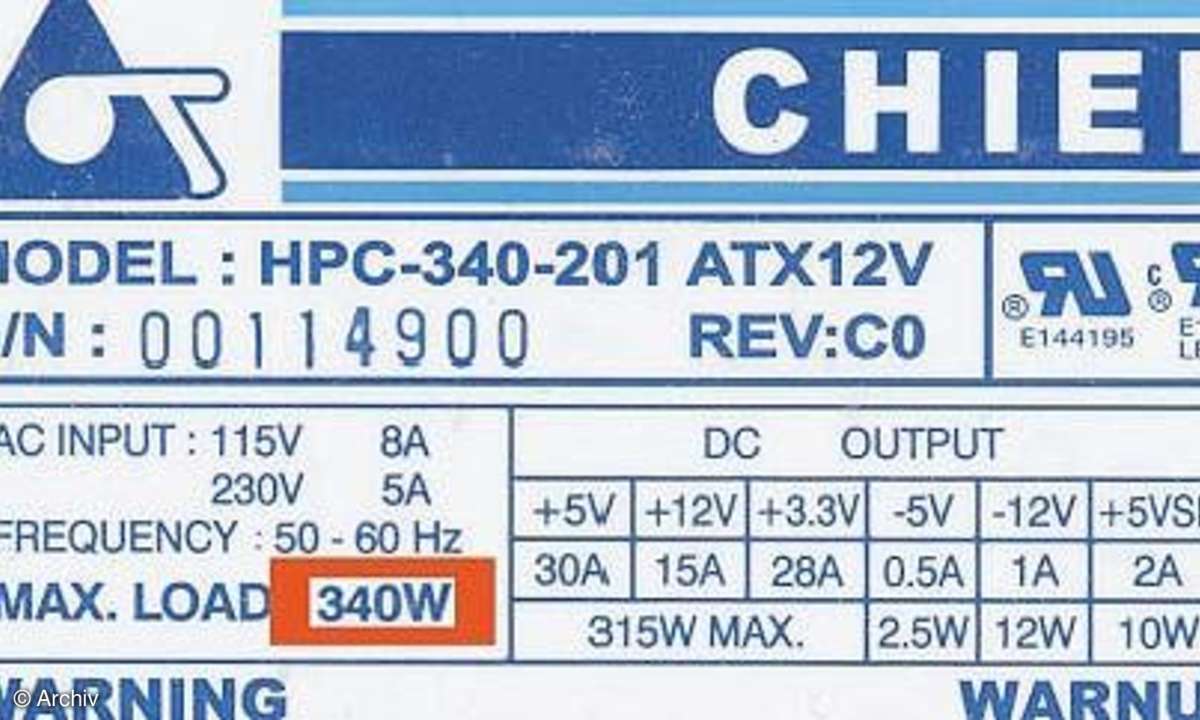 CHIE
MODEL : HPC-340-201 ATX12V
/N : 00114900 REV:C0
® E144195
C ®
AC INPUT : 115V 8A
230V 5A
FREQUENCY : 50 - 60 Hz
MAX. LOAD 340W
DC OUTPUT
+5V +12V +3.3V -5V -12V +5VS
30A 15A 28A 0.5A 1A 2A
315W MAX. 2.5W 12W 10W
WARNING WARNU
© Archiv